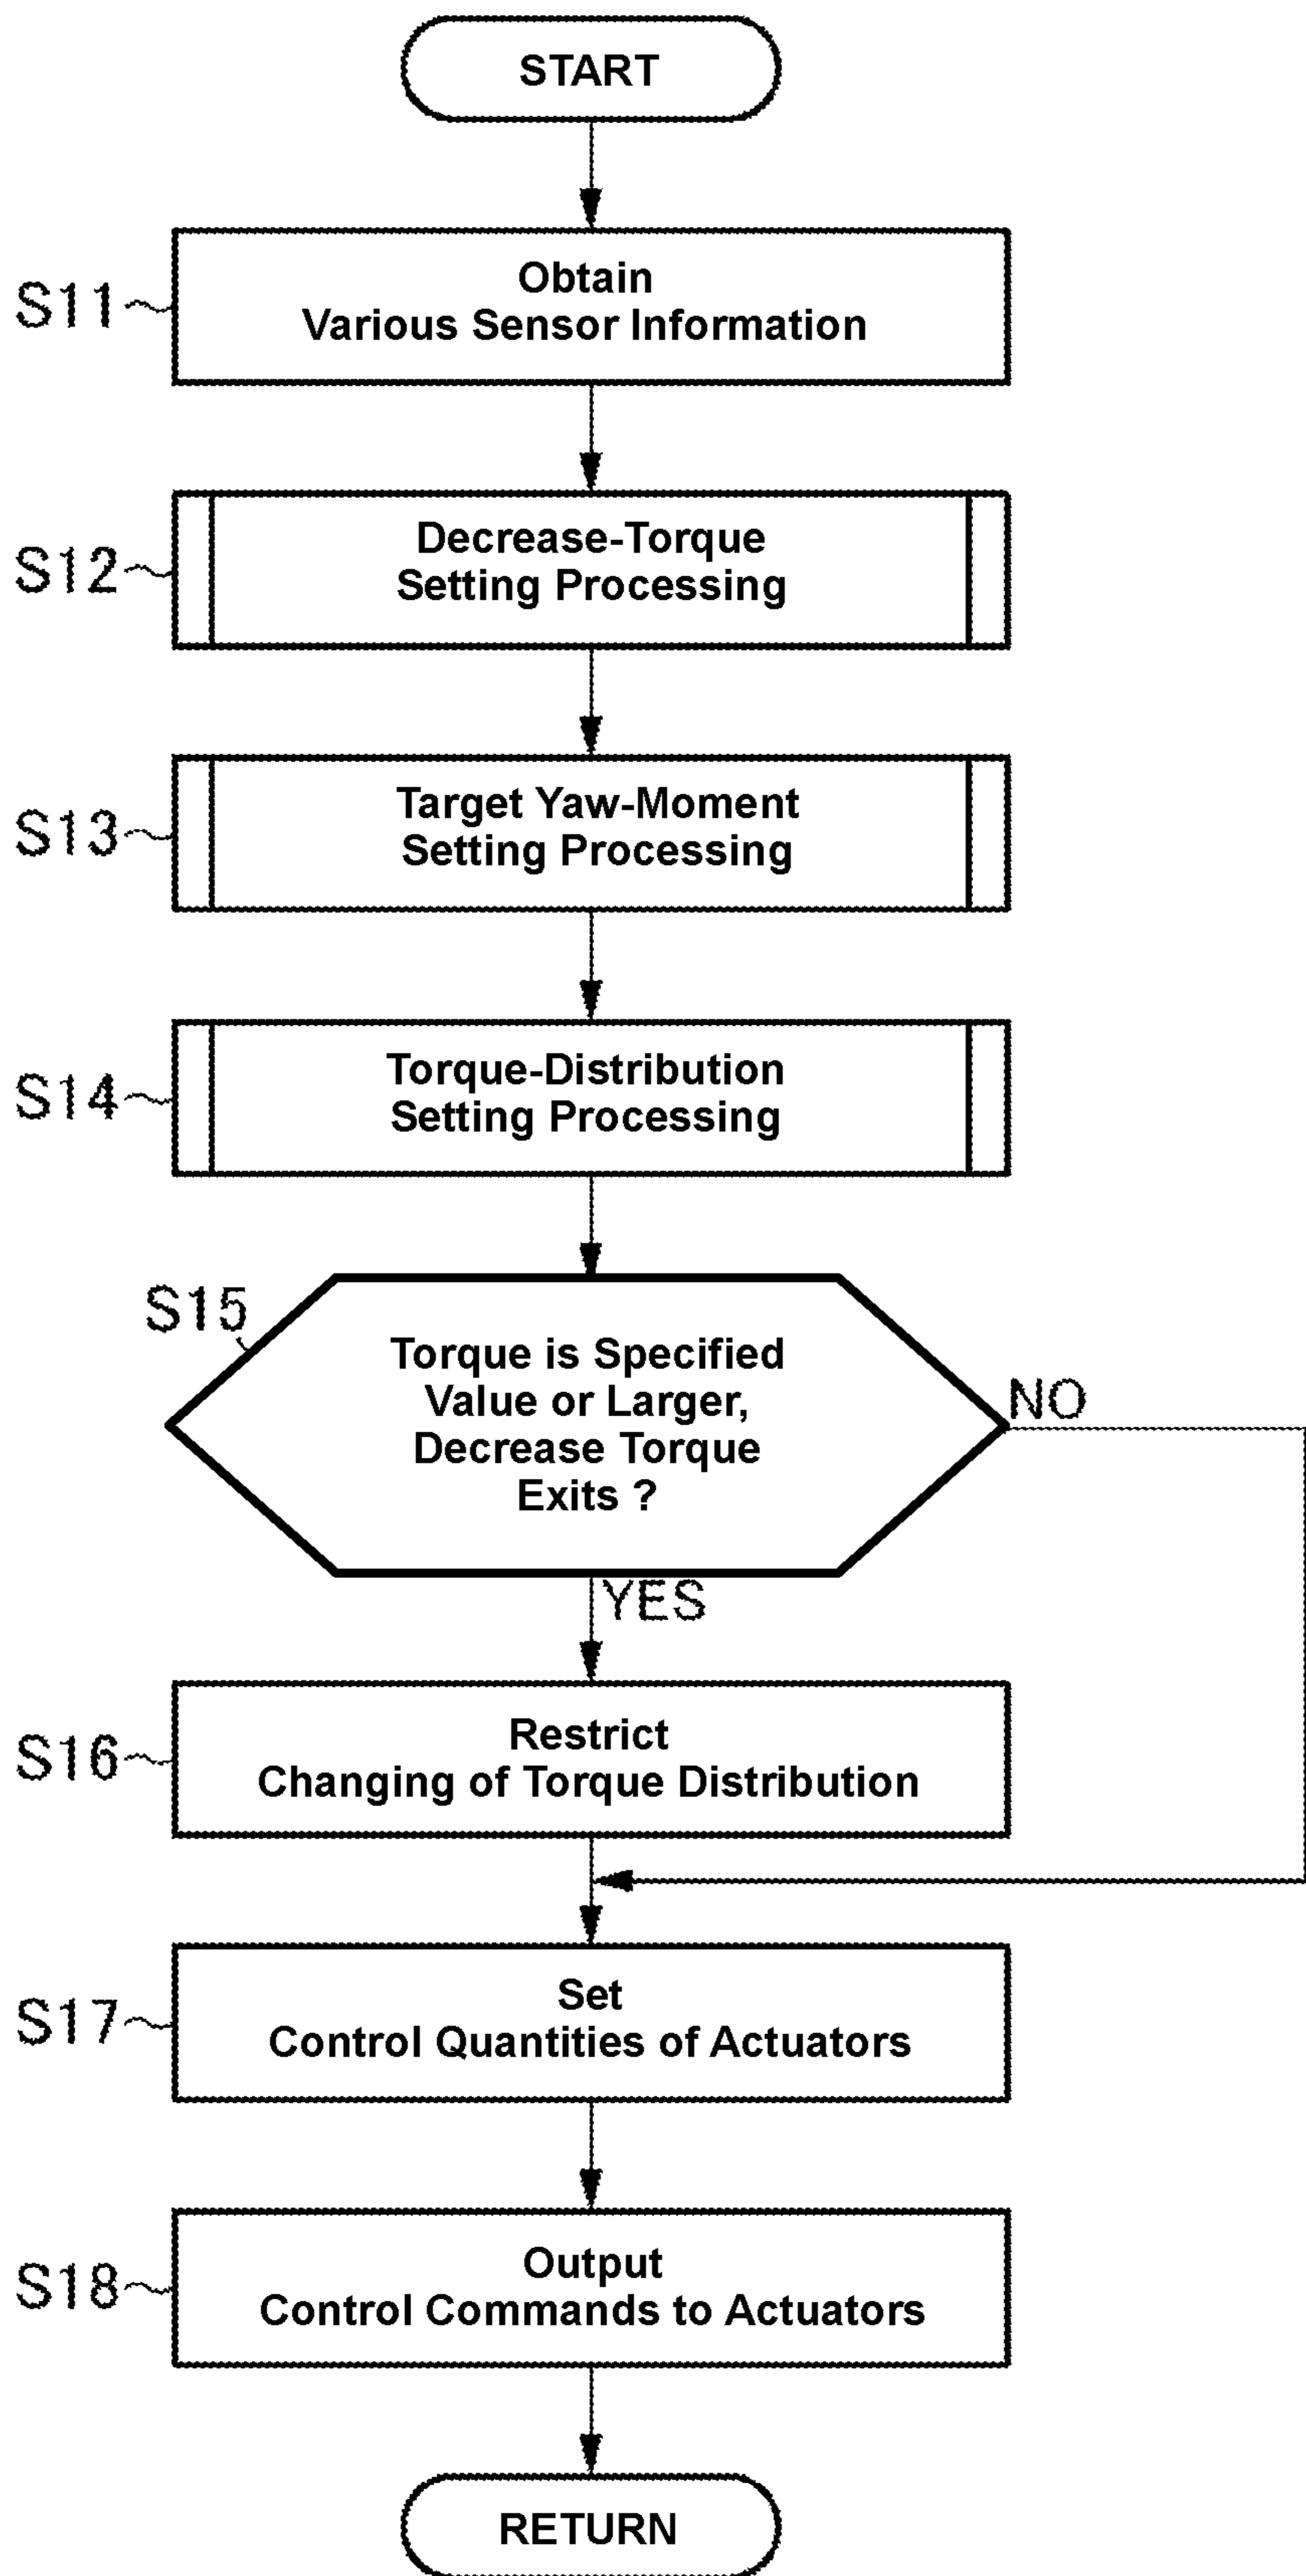 START
S11
Obtain
Various Sensor Information
S12
Decrease-Torque
Setting Processing
S13
Target Yaw-Moment
Setting Processing
S14
Torque-Distribution
Setting Processing
S15
Torque is Specified
Value or Larger,
Decrease Torque
Exits ?
NO
YES
S16
Restrict
Changing of Torque Distribution
S17
Set
Control Quantities of Actuators
S18
Output
Control Commands to Actuators
RETURN